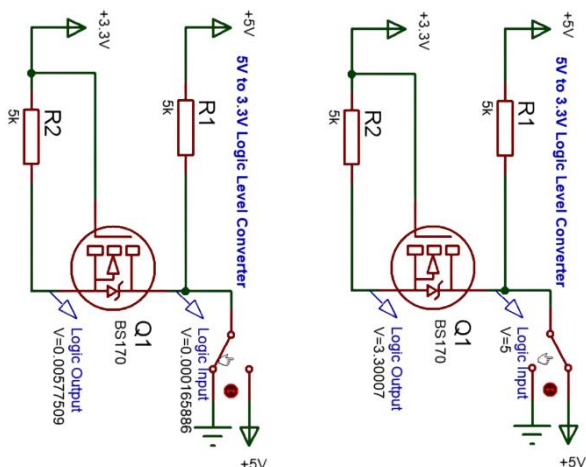 5V to 3.3V Logic Level Converter
+5V
R1
5k
+3.3V
R2
5k
Q1
BS170
Logic Input
V=0.000165886
Logic Output
V=0.00577509
+5V
5V to 3.3V Logic Level Converter
+5V
R1
5k
+3.3V
R2
5k
Q1
BS170
Logic Input
V=5
Logic Output
V=3.30007
+5V